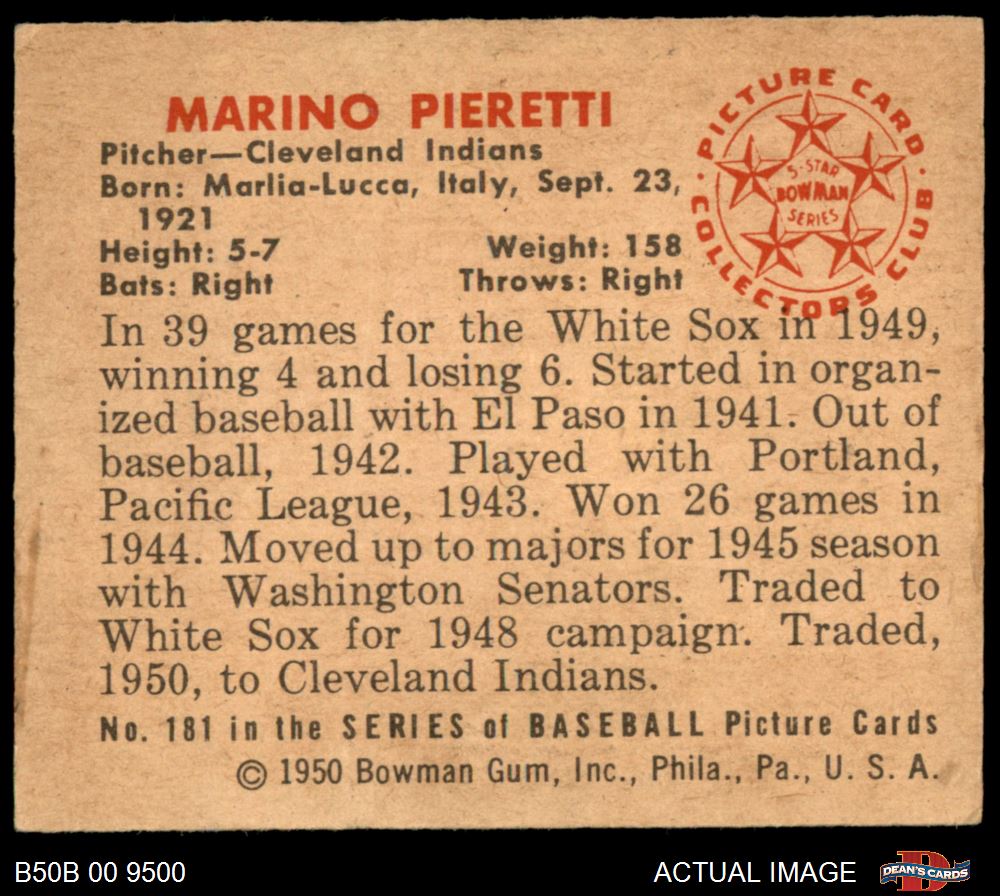 MARINO PIERETTI
Pitcher—Cleveland Indians
Born: Marlia-Lucca, Italy, Sept. 23,
1921
Height: 5-7 Weight: 158
Bats: Right Throws: Right
PICTURE CARD
COLLECTORS CLUB
5-STAR
BOWMAN
SERIES
In 39 games for the White Sox in 1949,
winning 4 and losing 6. Started in organ-
ized baseball with El Paso in 1941. Out of
baseball, 1942. Played with Portland,
Pacific League, 1943. Won 26 games in
1944. Moved up to majors for 1945 season
with Washington Senators. Traded to
White Sox for 1948 campaign. Traded,
1950, to Cleveland Indians.
No. 181 in the SERIES of BASEBALL Picture Cards
© 1950 Bowman Gum, Inc., Phila., Pa., U. S. A.
B50B 00 9500 ACTUAL IMAGE
D
DEAN'S CARDS